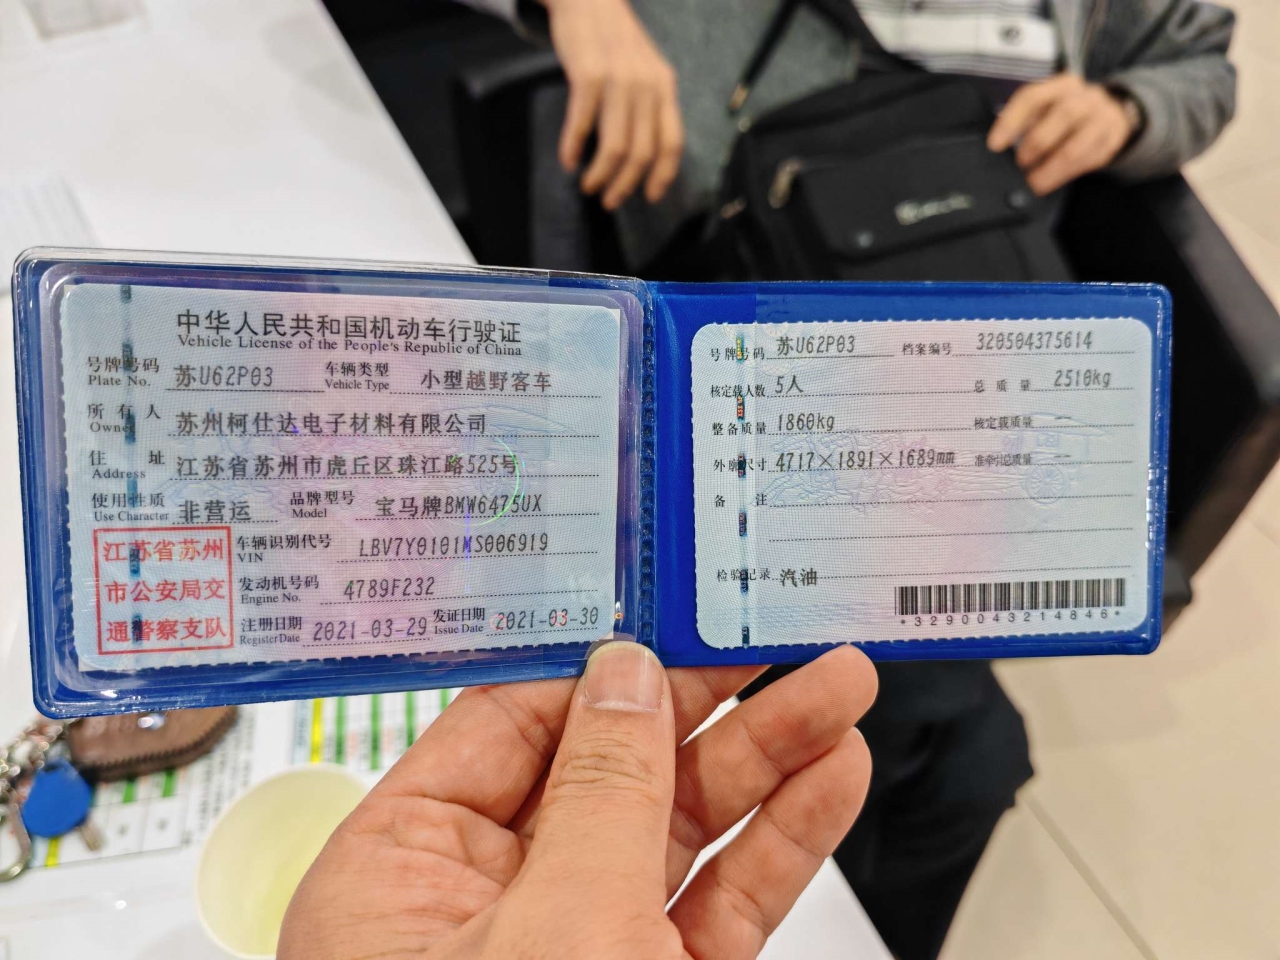 中华人民共和国机动车行驶证
Vehicle License of the People's Republic of China
号牌号码 苏U62P03 车辆类型 小型越野客车
Plate No. Vehicle Type
所有人 苏州柯仕达电子材料有限公司
Owner
住址 江苏省苏州市虎丘区珠江路525号
Address
使用性质 非营运 品牌型号 宝马牌BMW6475UX
Use Character Model
江苏省苏州
市公安局交
通警察支队
车辆识别代号 LBV7Y0101MS006919
VIN
发动机号码 4789F232
Engine No.
注册日期 2021-03-29 发证日期 2021-03-30
Register Date Issue Date
号牌号码 苏U62P03 档案编号 320504375614
核定载人数 5人 总质量 2510kg
整备质量 1860kg 核定载质量 --
外廓尺寸 4717×1891×1689mm 准牵引总质量 --
备注
检验记录 汽油
*3290043214846*